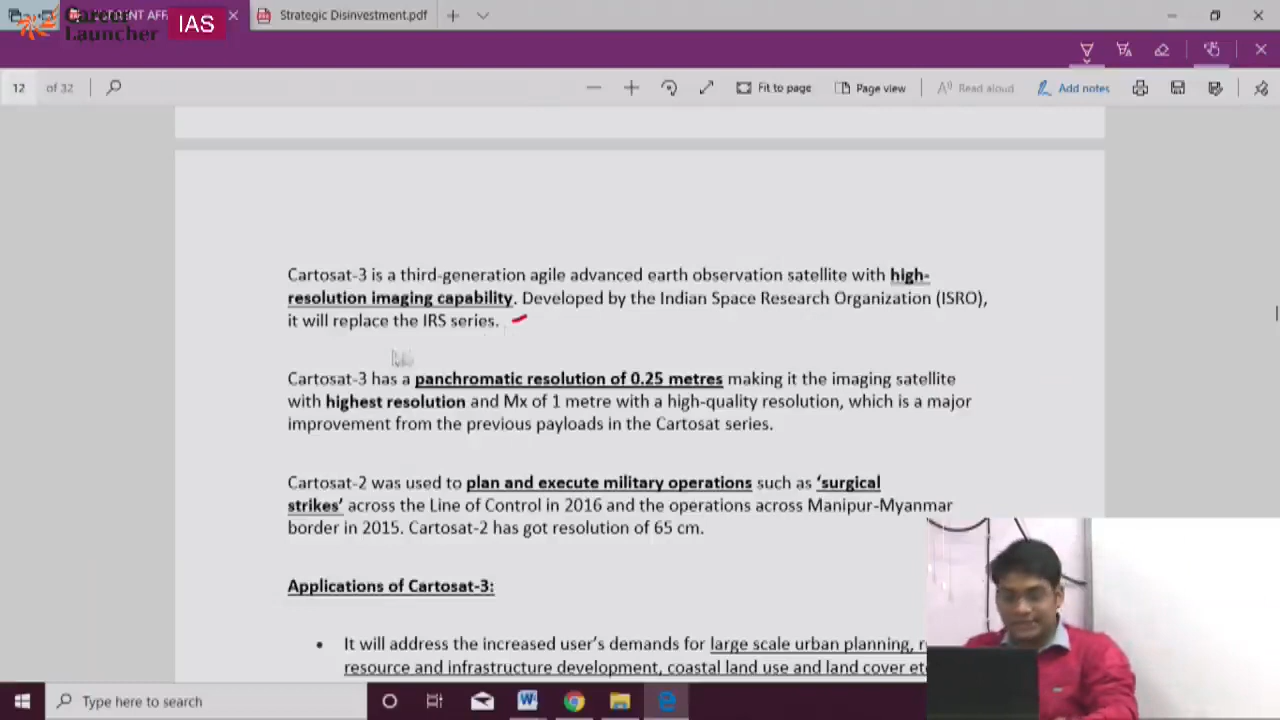 Career Launcher IAS
Strategic Disinvestment.pdf
12 of 32
Fit to page
Page view
Read aloud
Add notes
Cartosat-3 is a third-generation agile advanced earth observation satellite with high-
resolution imaging capability. Developed by the Indian Space Research Organization (ISRO),
it will replace the IRS series.
Cartosat-3 has a panchromatic resolution of 0.25 metres making it the imaging satellite
with highest resolution and Mx of 1 metre with a high-quality resolution, which is a major
improvement from the previous payloads in the Cartosat series.
Cartosat-2 was used to plan and execute military operations such as ‘surgical
strikes’ across the Line of Control in 2016 and the operations across Manipur-Myanmar
border in 2015. Cartosat-2 has got resolution of 65 cm.
Applications of Cartosat-3:
• It will address the increased user’s demands for large scale urban planning,
resource and infrastructure development, coastal land use and land cover
Type here to search